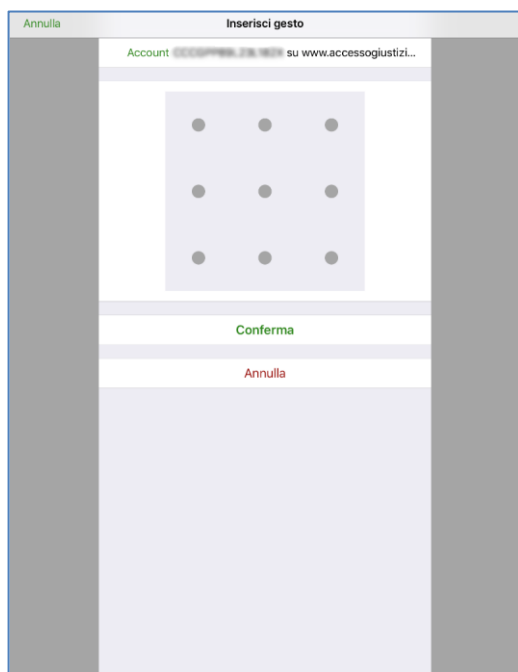 Annulla
Inserisci gesto
Account su www.accessogiustizi...
Conferma
Annulla